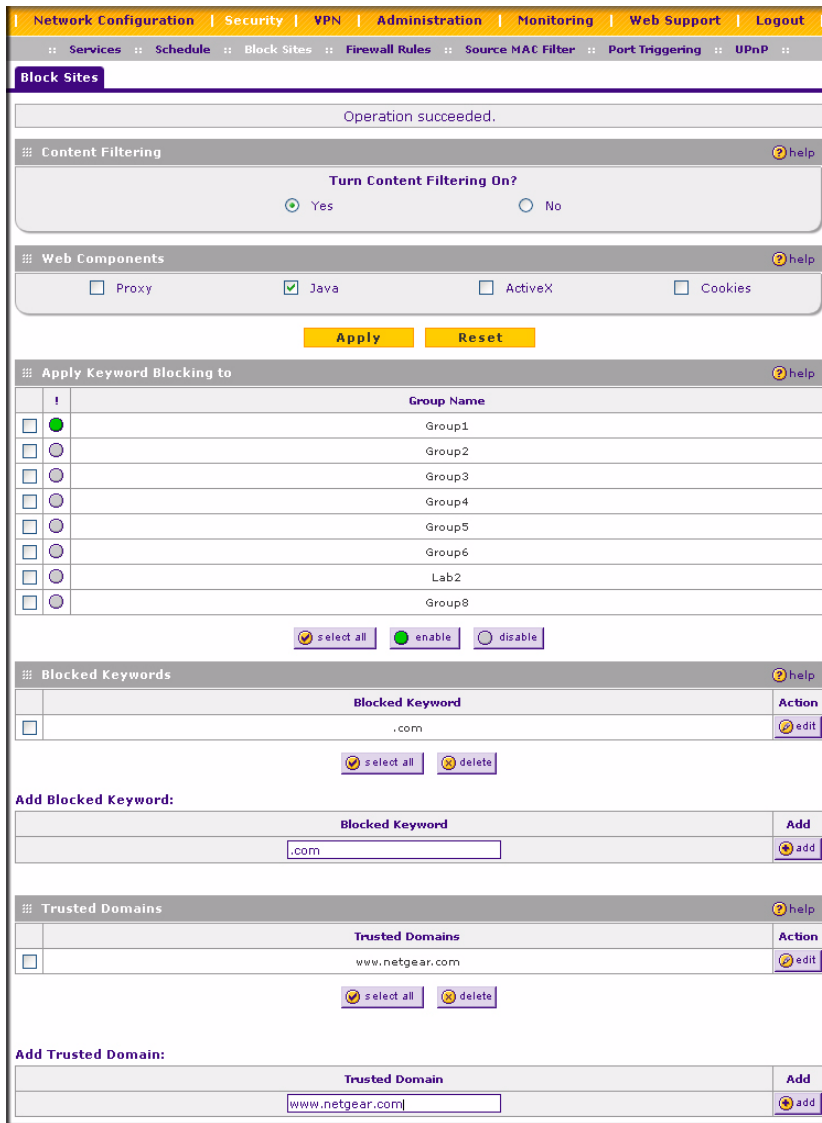 Network Configuration | Security | VPN | Administration | Monitoring | Web Support | Logout
:: Services :: Schedule :: Block Sites :: Firewall Rules :: Source MAC Filter :: Port Triggering :: UPnP ::
Block Sites
Operation succeeded.
Content Filtering ? help
Turn Content Filtering On?
Yes No
Web Components ? help
Proxy Java ActiveX Cookies
Apply Reset
Apply Keyword Blocking to ? help
! Group Name
Group1
Group2
Group3
Group4
Group5
Group6
Lab2
Group8
select all enable disable
Blocked Keywords ? help
Blocked Keyword Action
.com edit
select all delete
Add Blocked Keyword:
Blocked Keyword Add
.com add
Trusted Domains ? help
Trusted Domains Action
www.netgear.com edit
select all delete
Add Trusted Domain:
Trusted Domain Add
www.netgear.com add